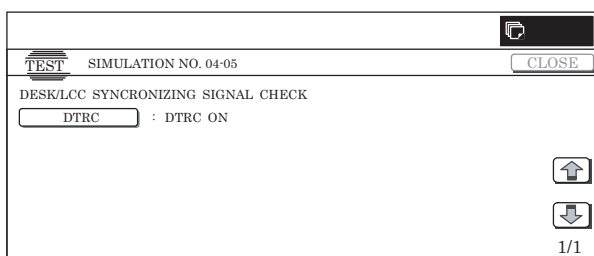 TEST SIMULATION NO. 04-05 CLOSE
DESK/LCC SYNCRONIZING SIGNAL CHECK
DTRC : DTRC ON
1/1